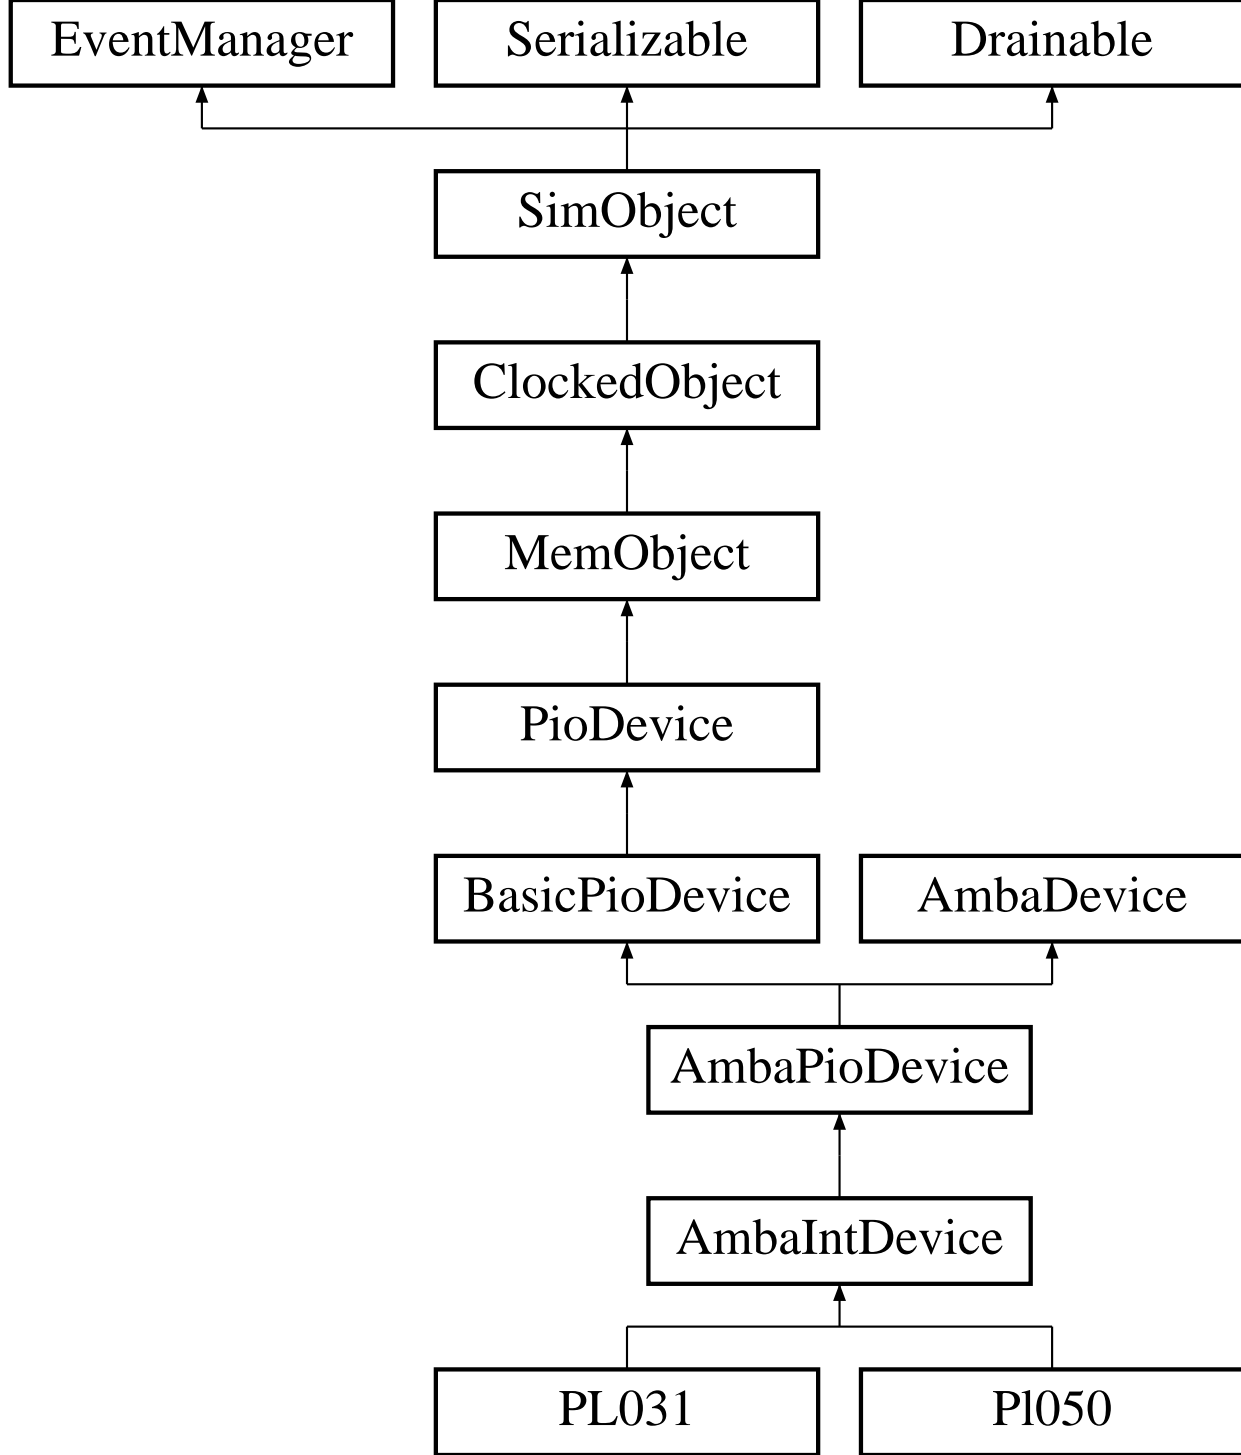 EventManager
Serializable
Drainable
SimObject
ClockedObject
MemObject
PioDevice
BasicPioDevice
AmbaDevice
AmbaPioDevice
AmbaIntDevice
PL031
Pl050